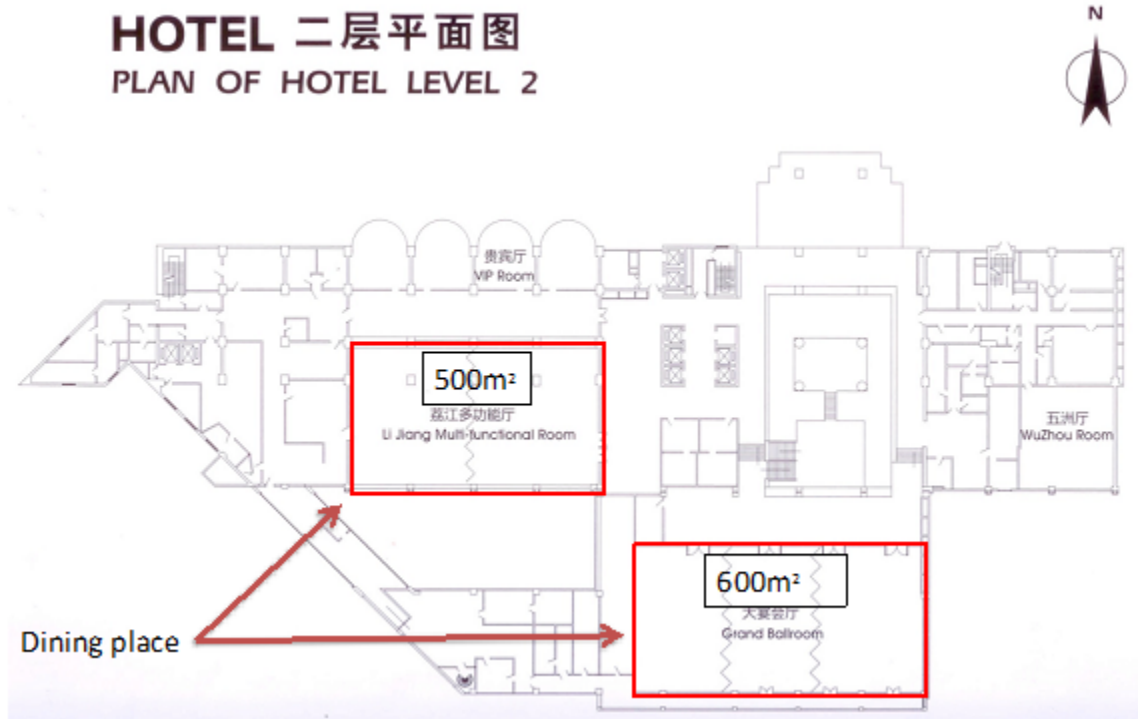 HOTEL 二层平面图
PLAN OF HOTEL LEVEL 2
N
贵宾厅
VIP Room
500m²
荔江多功能厅
Li Jiang Multi-functional Room
五洲厅
WuZhou Room
600m²
大宴会厅
Grand Ballroom
Dining place